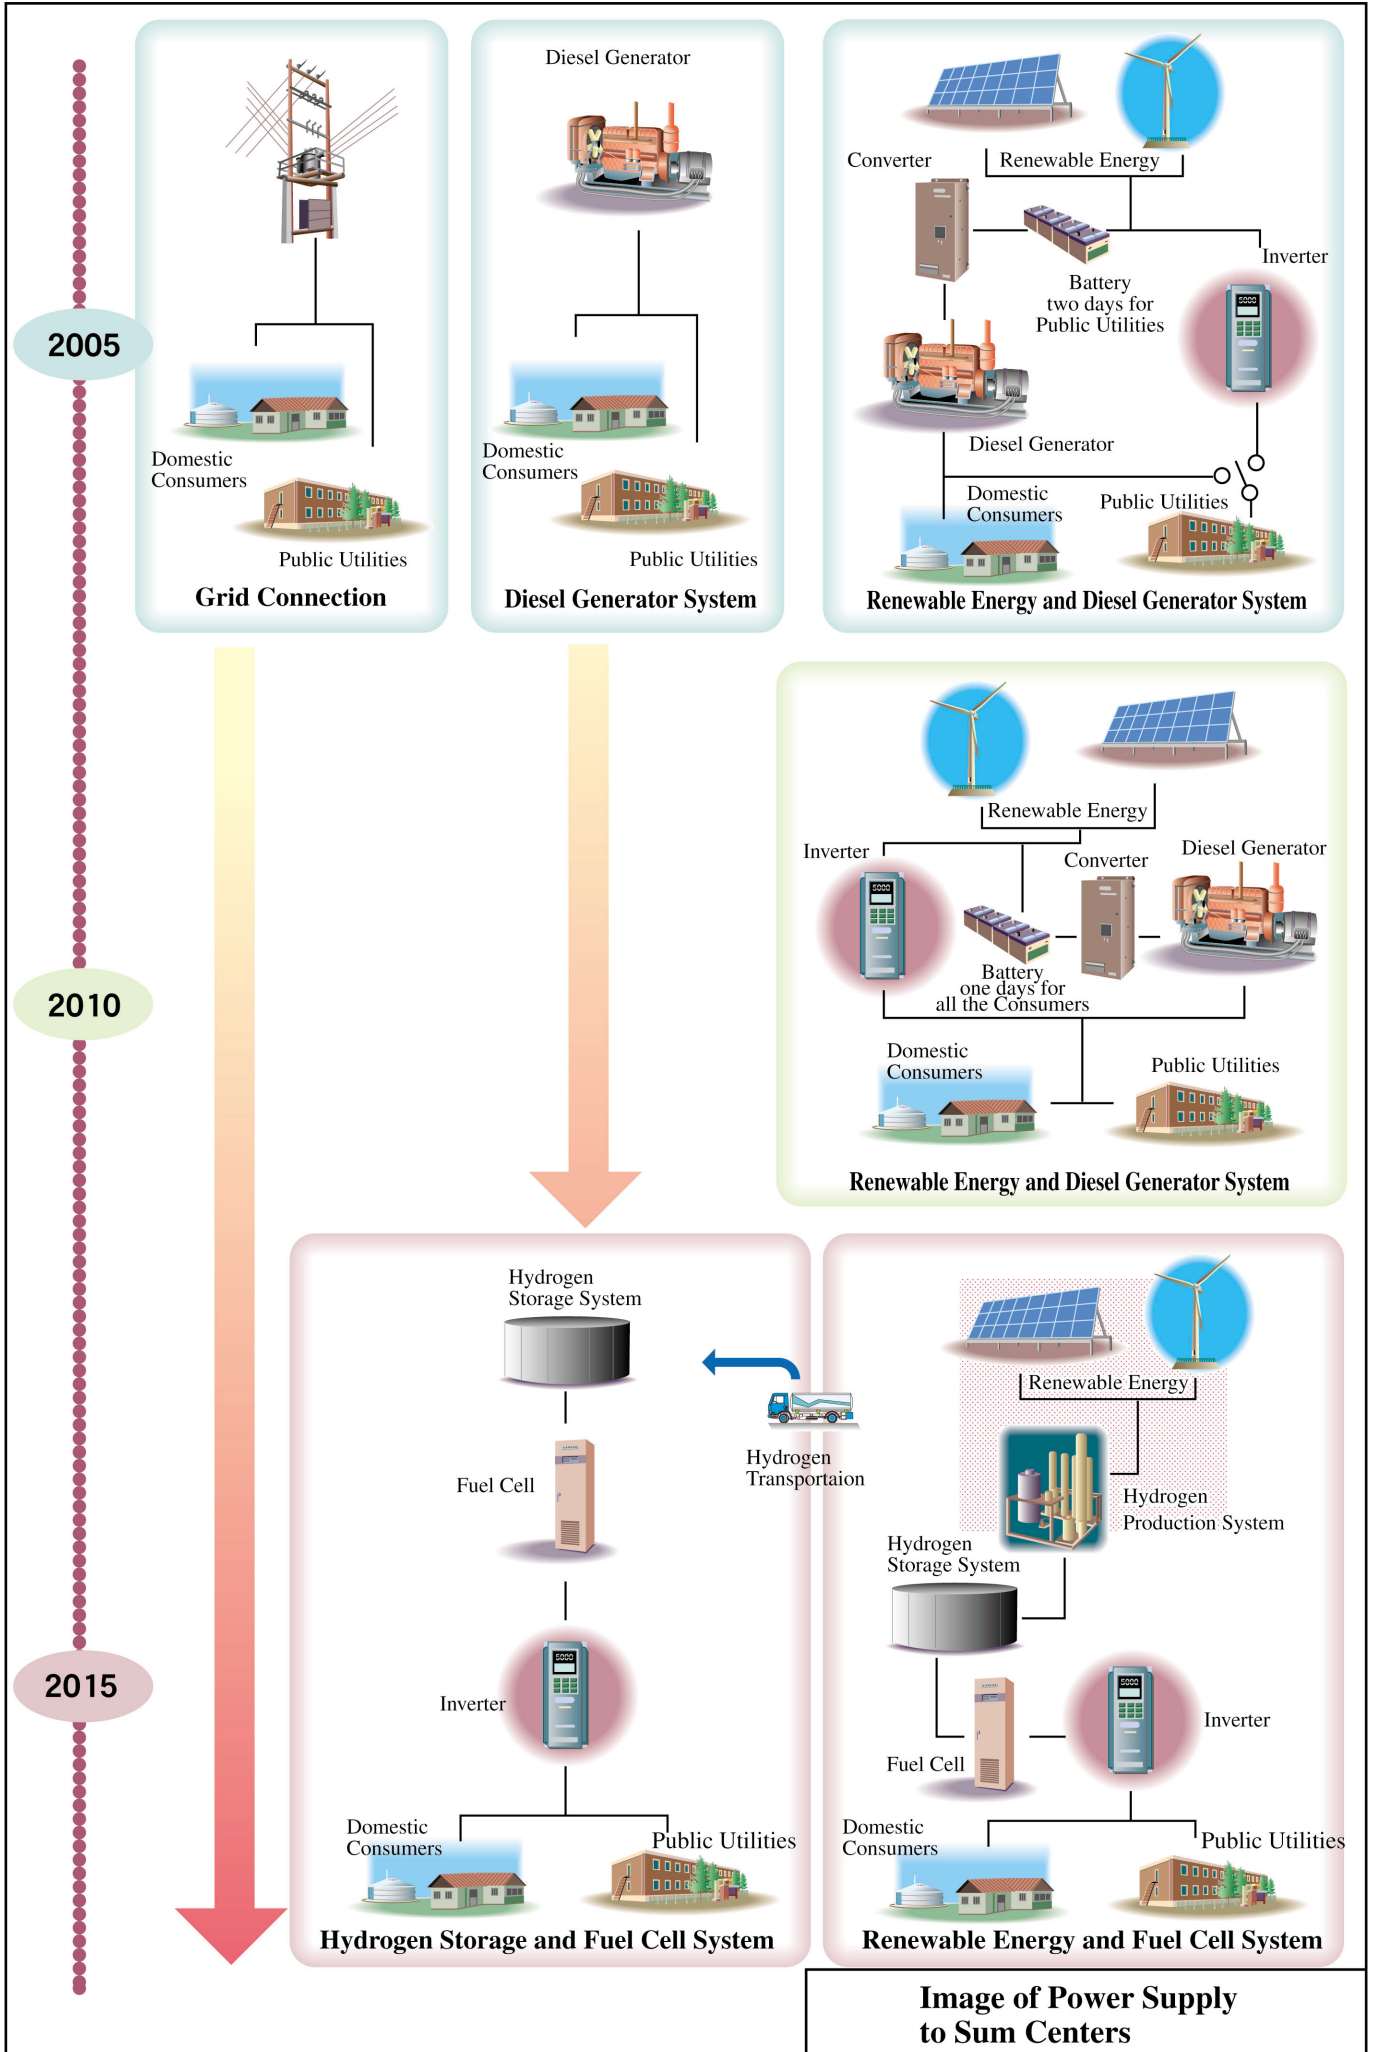 2005
Domestic
Consumers
Public Utilities
Grid Connection
Diesel Generator
Domestic
Consumers
Public Utilities
Diesel Generator System
Renewable Energy
Converter
Inverter
5000
Battery
two days for
Public Utilities
Diesel Generator
Domestic
Consumers
Public Utilities
Renewable Energy and Diesel Generator System
2010
Renewable Energy
Inverter
5000
Converter
Diesel Generator
Battery
one days for
all the Consumers
Domestic
Consumers
Public Utilities
Renewable Energy and Diesel Generator System
2015
Hydrogen
Storage System
Fuel Cell
Inverter
5000
Domestic
Consumers
Public Utilities
Hydrogen Storage and Fuel Cell System
Hydrogen
Transportaion
Renewable Energy
Hydrogen
Production System
Hydrogen
Storage System
Fuel Cell
Inverter
5000
Domestic
Consumers
Public Utilities
Renewable Energy and Fuel Cell System
Image of Power Supply
to Sum Centers